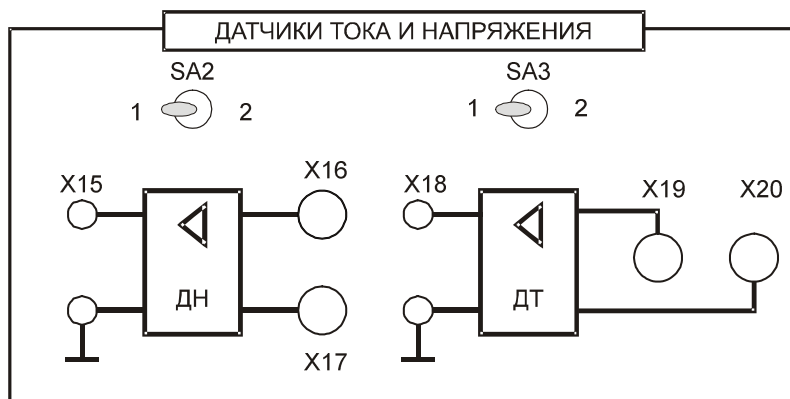 ДАТЧИКИ ТОКА И НАПРЯЖЕНИЯ
SA2
SA3
1
2
1
2
X15
X16
X18
X19
X20
ДН
ДТ
X17